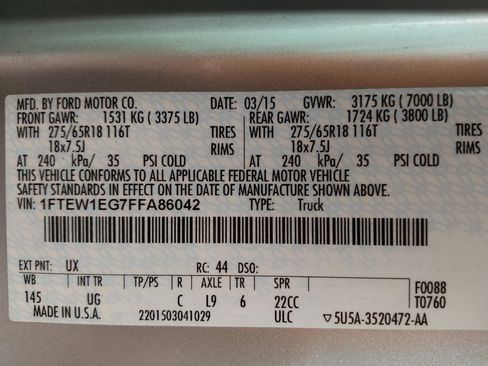 MFD. BY FORD MOTOR CO. DATE: 03/15 GVWR: 3175 KG ( 7000 LB)
FRONT GAWR: 1531 KG ( 3375 LB) REAR GAWR: 1724 KG ( 3800 LB)
WITH 275/65R18 116T TIRES WITH 275/65R18 116T TIRES
18x7.5J RIMS 18x7.5J RIMS
AT 240 kPa/ 35 PSI COLD AT 240 kPa/ 35 PSI COLD
THIS VEHICLE CONFORMS TO ALL APPLICABLE FEDERAL MOTOR VEHICLE
SAFETY STANDARDS IN EFFECT ON THE DATE OF MANUFACTURE SHOWN ABOVE.
VIN: 1FTEW1EG7FFA86042 TYPE: Truck
EXT PNT: UX RC: 44 DSO:
WB INT TR TP/PS R AXLE TR SPR F0088
145 UG C L9 6 22CC T0760
MADE IN U.S.A. 2201503041029 ULC ▽5U5A-3520472-AA